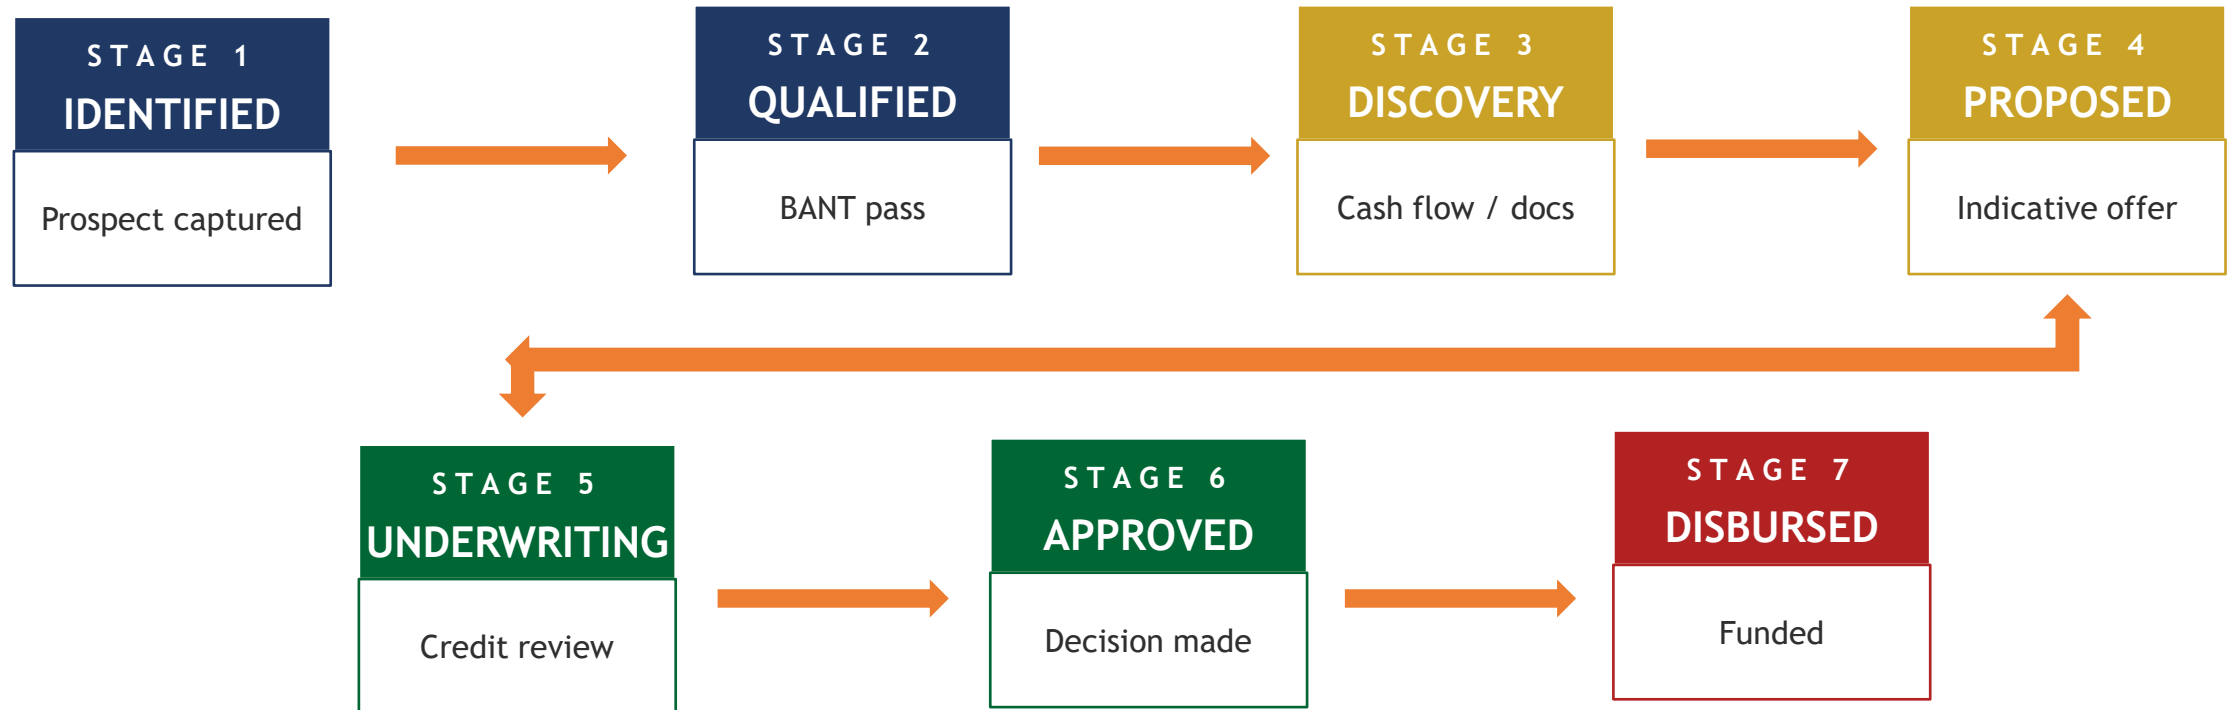 STAGE 1
IDENTIFIED
Prospect captured
STAGE 2
QUALIFIED
BANT pass
STAGE 3
DISCOVERY
Cash flow / docs
STAGE 4
PROPOSED
Indicative offer
STAGE 5
UNDERWRITING
Credit review
STAGE 6
APPROVED
Decision made
STAGE 7
DISBURSED
Funded